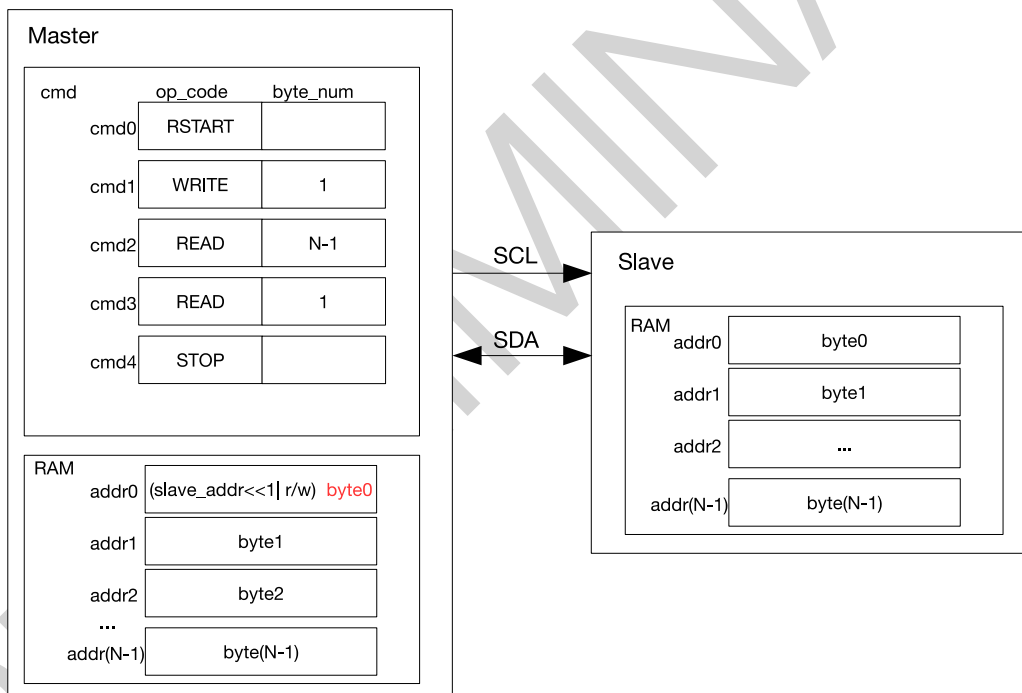 Master
cmd op_code byte_num
cmd0 RSTART
cmd1 WRITE 1
cmd2 READ N-1
cmd3 READ 1
cmd4 STOP
RAM
addr0 (slave_addr<<1| r/w) byte0
addr1 byte1
addr2 byte2
...
addr(N-1) byte(N-1)
SCL
SDA
Slave
RAM
addr0 byte0
addr1 byte1
addr2 ...
addr(N-1) byte(N-1)